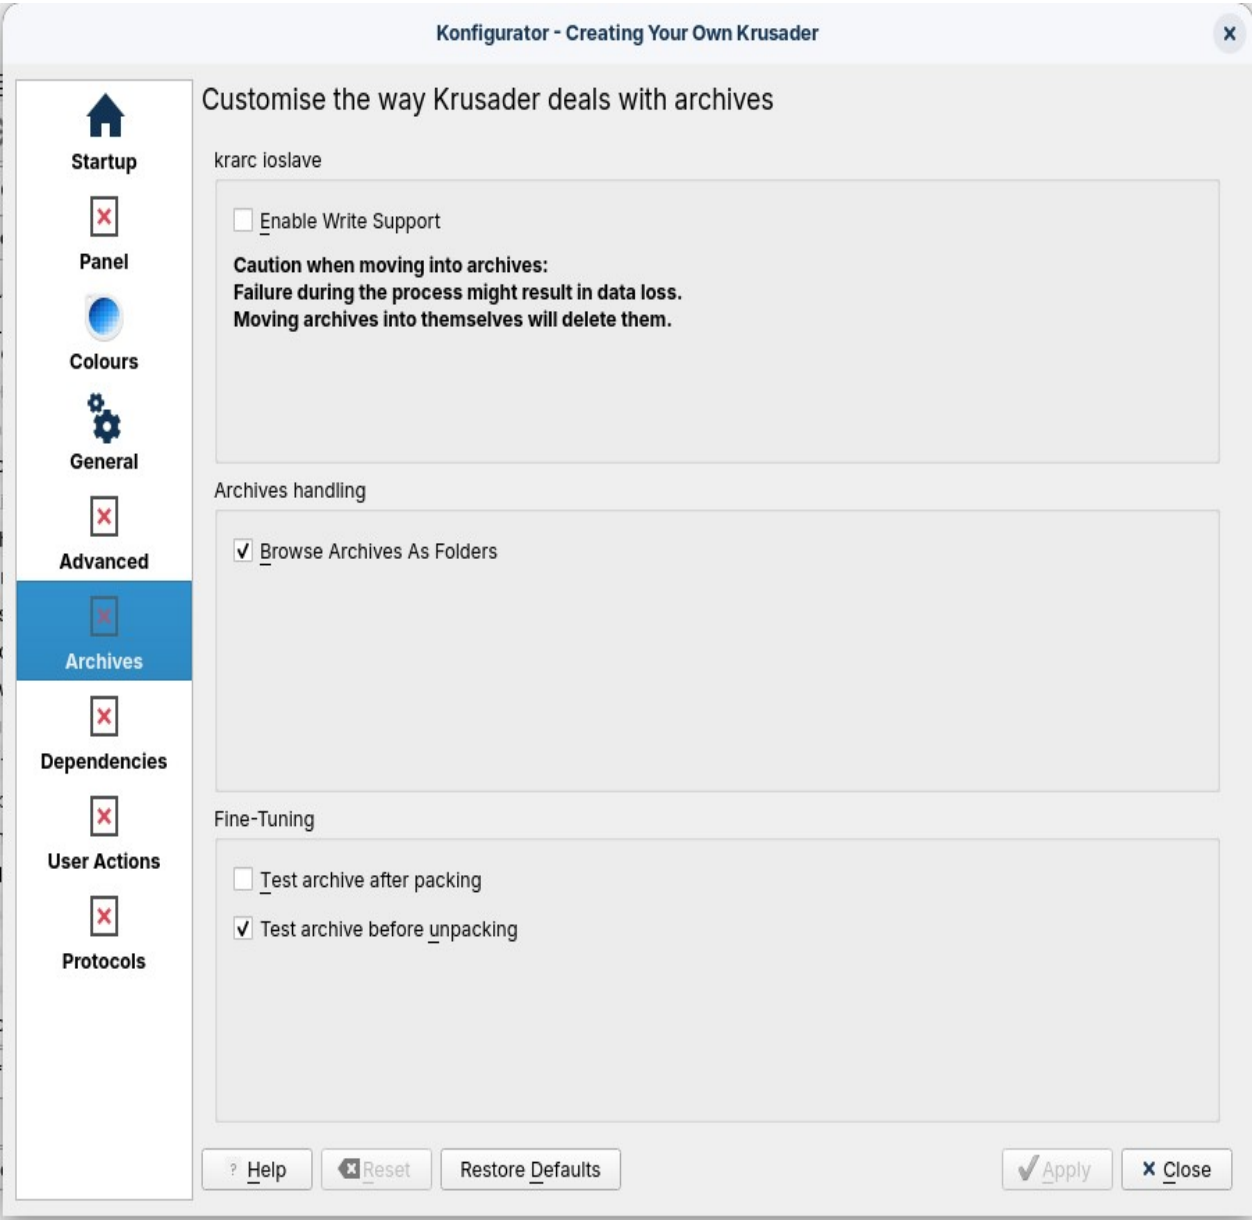 Konfigurator - Creating Your Own Krusader
Startup
Panel
Colours
General
Advanced
Archives
Dependencies
User Actions
Protocols
Customise the way Krusader deals with archives
krarc ioslave
Enable Write Support
Caution when moving into archives:
Failure during the process might result in data loss.
Moving archives into themselves will delete them.
Archives handling
Browse Archives As Folders
Fine-Tuning
Test archive after packing
Test archive before unpacking
? Help
Reset
Restore Defaults
Apply
Close